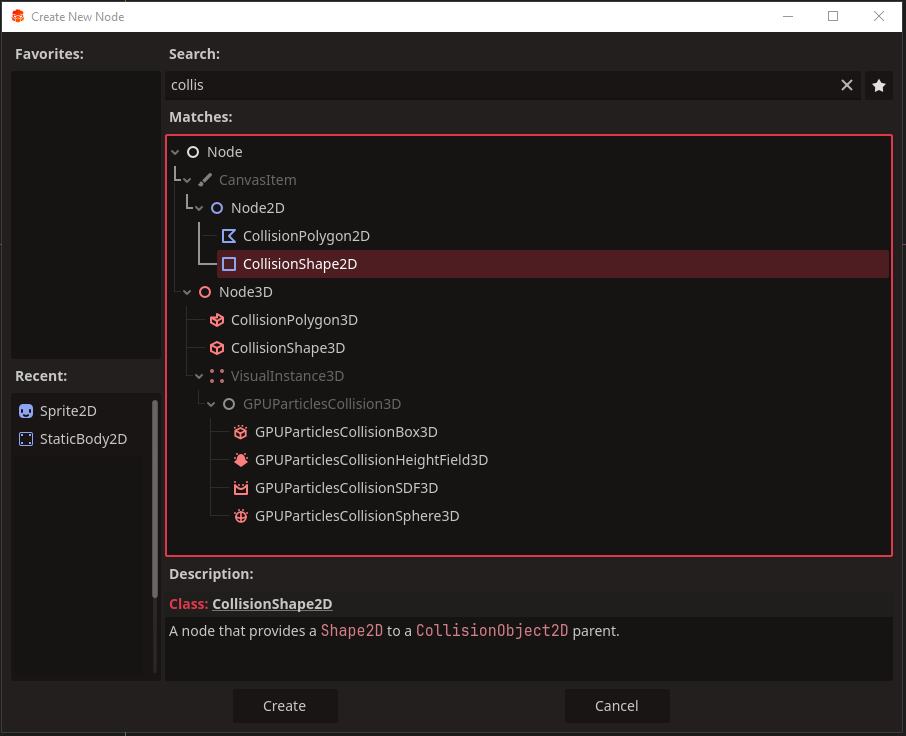 Create New Node
Favorites:
Search:
collis
Matches:
Node
CanvasItem
Node2D
CollisionPolygon2D
CollisionShape2D
Node3D
CollisionPolygon3D
CollisionShape3D
VisualInstance3D
GPUParticlesCollision3D
GPUParticlesCollisionBox3D
GPUParticlesCollisionHeightField3D
GPUParticlesCollisionSDF3D
GPUParticlesCollisionSphere3D
Recent:
Sprite2D
StaticBody2D
Description:
Class: CollisionShape2D
A node that provides a Shape2D to a CollisionObject2D parent.
Create
Cancel